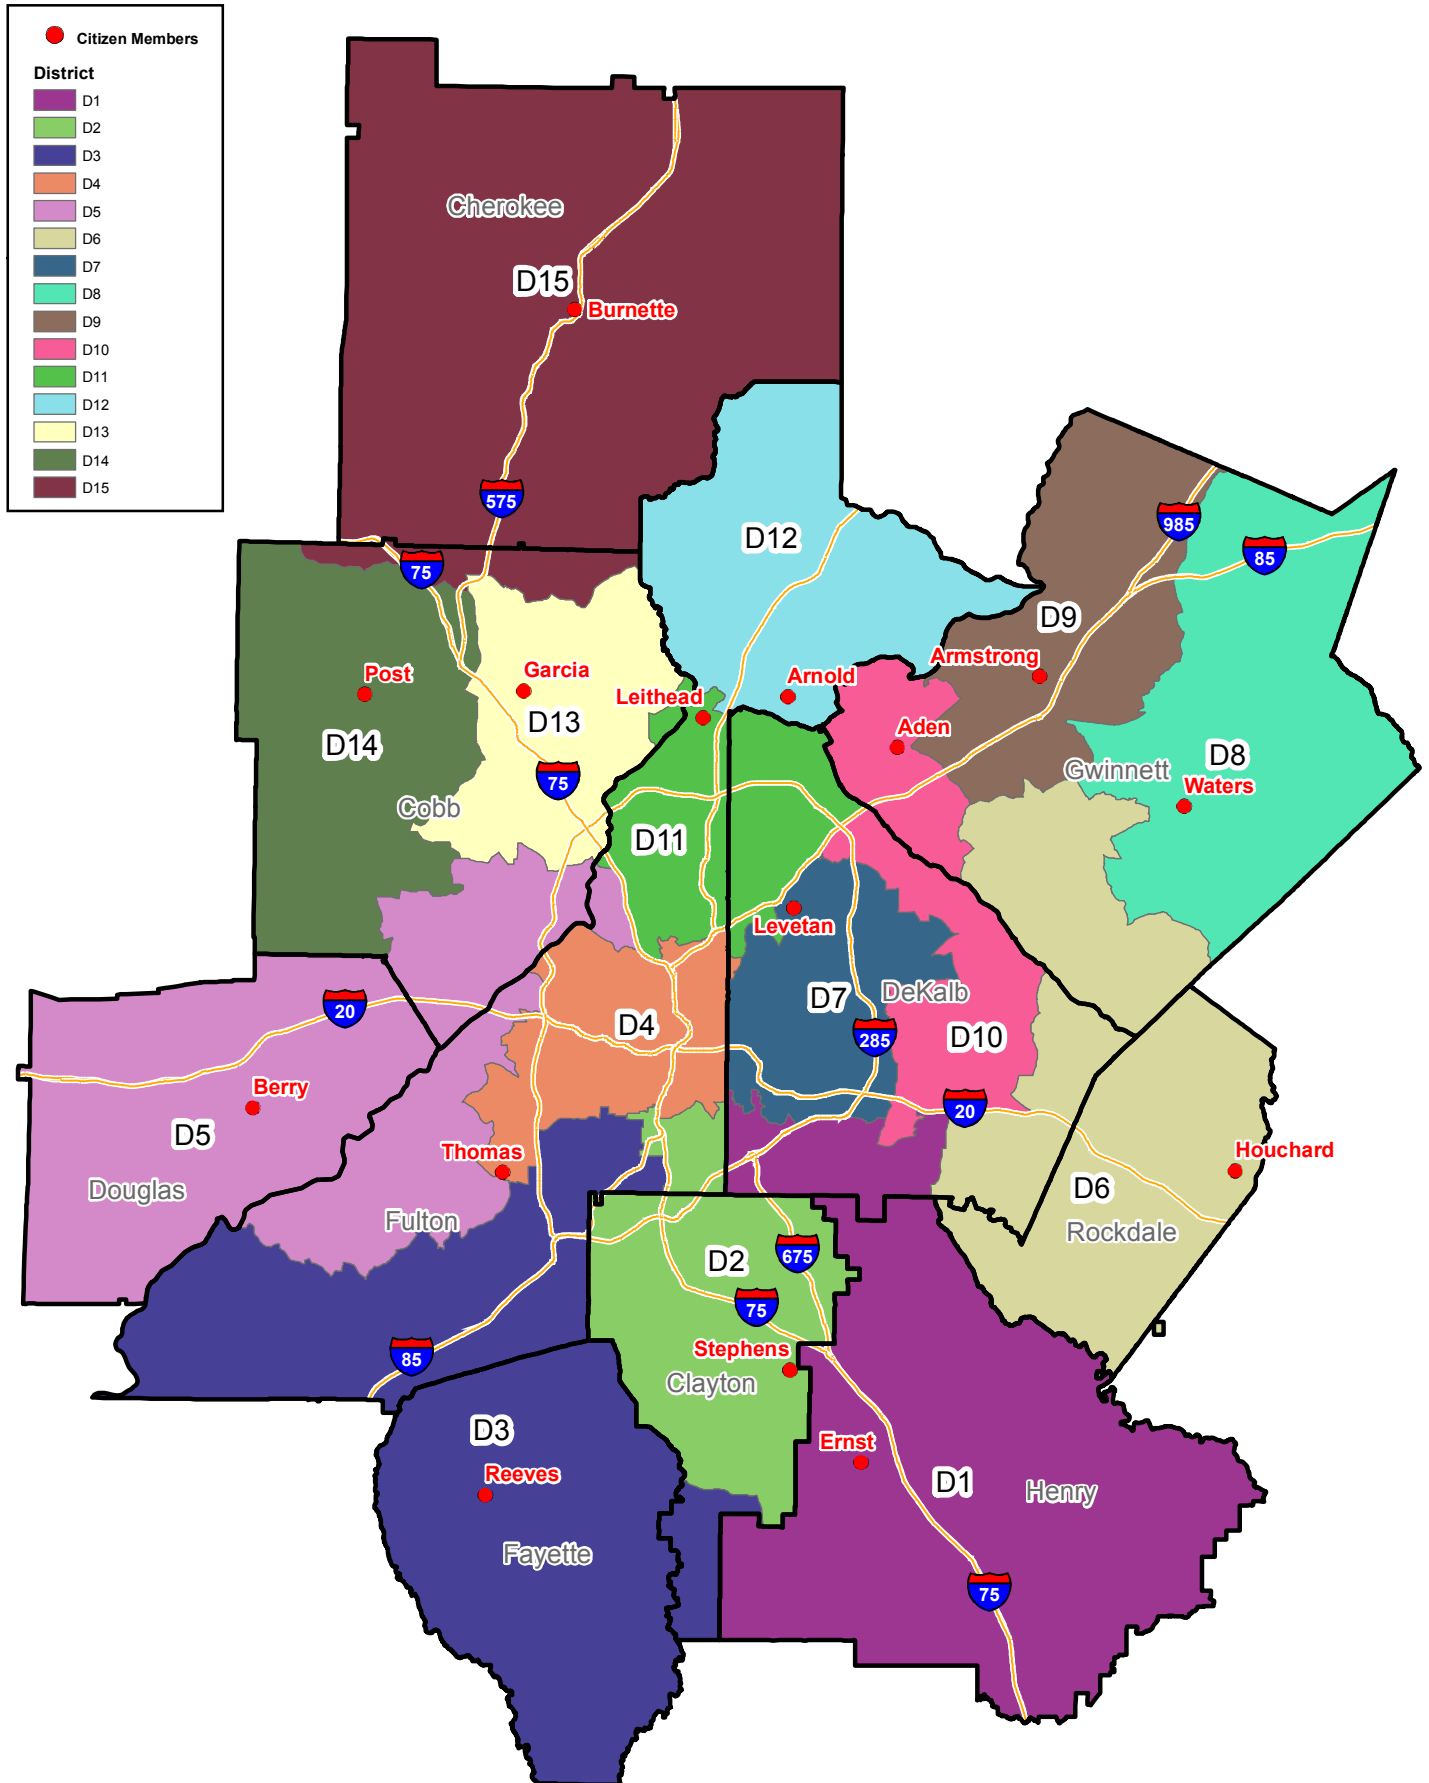 Citizen Members
District
D1
D2
D3
D4
D5
D6
D7
D8
D9
D10
D11
D12
D13
D14
D15
Cherokee
D15
Burnette
575
D12
985
85
75
D9
Armstrong
Post
Garcia
Arnold
Leithead
D13
Aden
D14
D8
Gwinnett
75
Waters
Cobb
D11
Levetan
DeKalb
D7
20
D4
285
D10
Berry
20
D5
Thomas
Houchard
Douglas
D6
Fulton
Rockdale
675
D2
75
85
Stephens
Clayton
D3
Ernst
Reeves
D1
Henry
Fayette
75